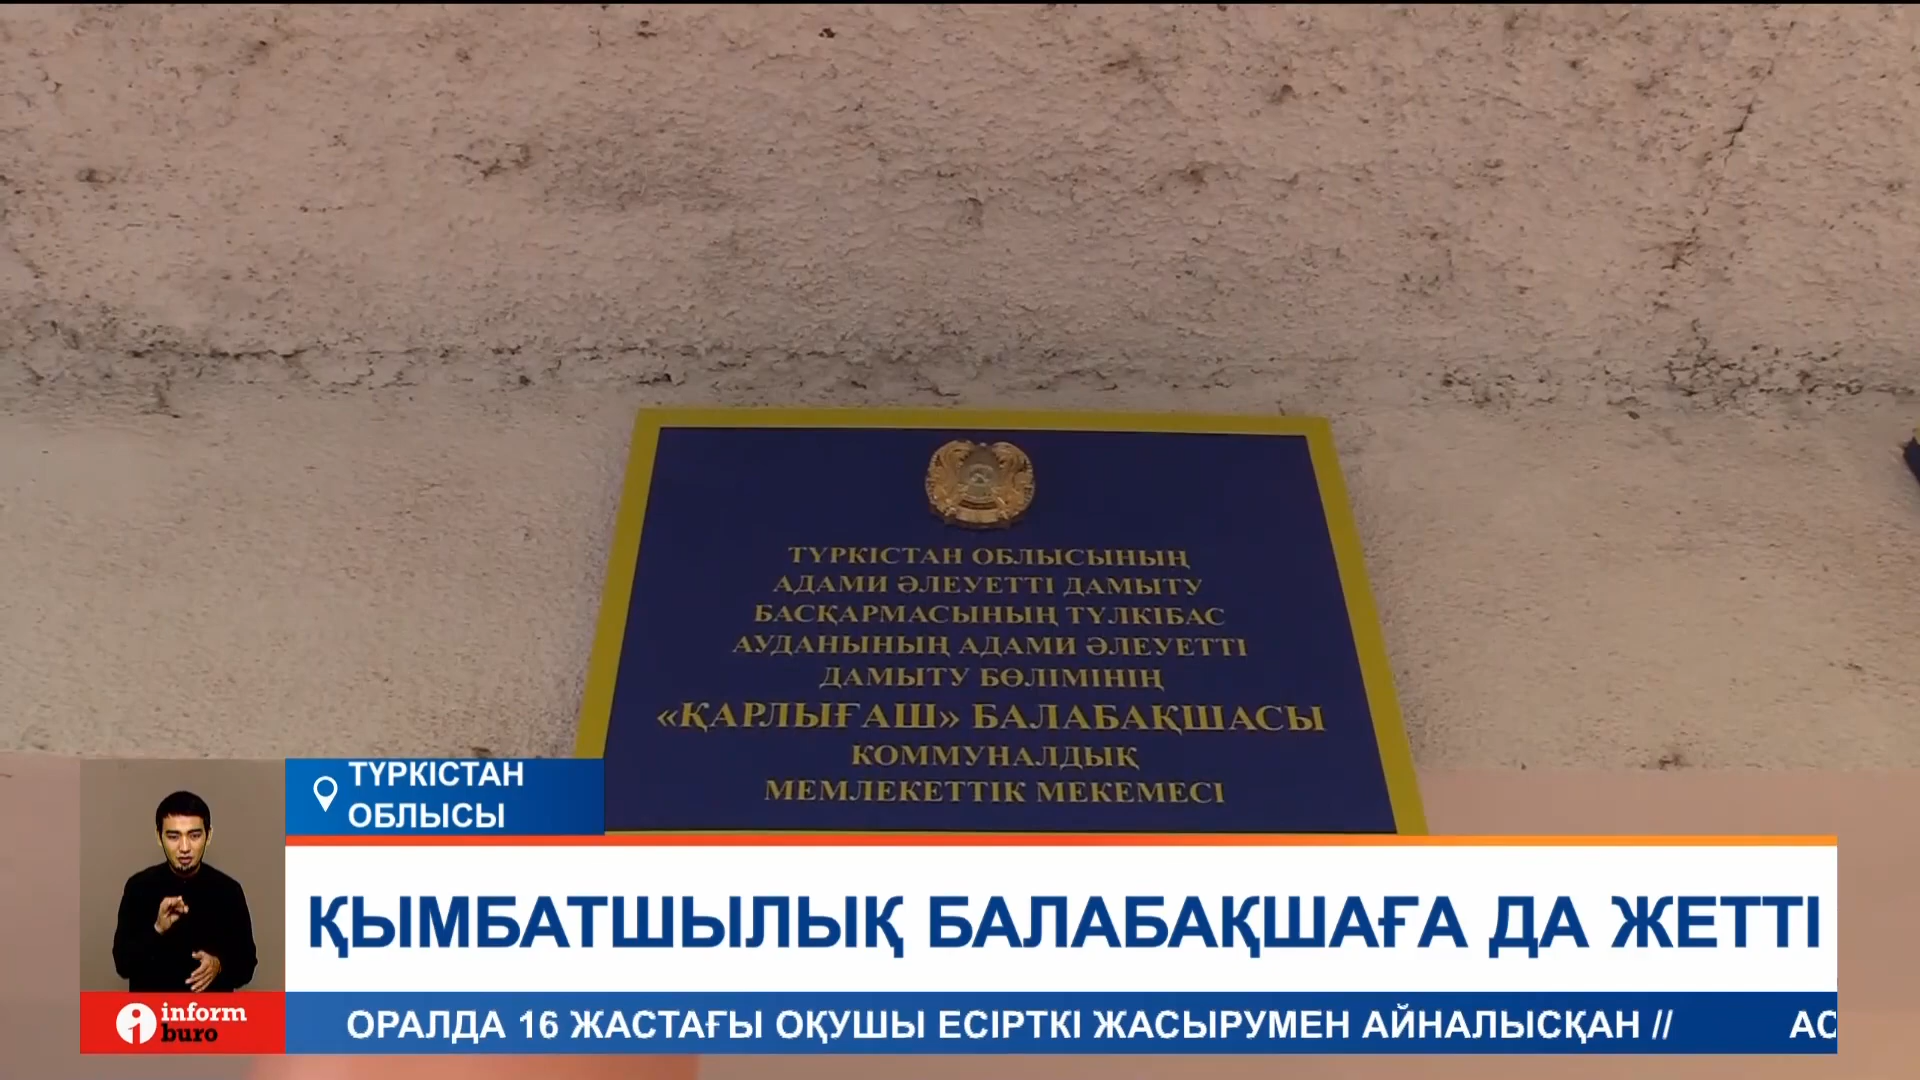 ТҮРКІСТАН ОБЛЫСЫНЫҢ
АДАМИ ӘЛЕУЕТТІ ДАМЫТУ
БАСҚАРМАСЫНЫҢ ТҮЛКІБАС
АУДАНЫНЫҢ АДАМИ ӘЛЕУЕТТІ
ДАМЫТУ БӨЛІМІНІҢ
«ҚАРЛЫҒАШ» БАЛАБАҚШАСЫ
КОММУНАЛДЫҚ
МЕМЛЕКЕТТІК МЕКЕМЕСІ
ТҮРКІСТАН
ОБЛЫСЫ
ҚЫМБАТШЫЛЫҚ БАЛАБАҚШАҒА ДА ЖЕТТІ
inform
buro
ОРАЛДА 16 ЖАСТАҒЫ ОҚУШЫ ЕСІРТКІ ЖАСЫРУМЕН АЙНАЛЫСҚАН //